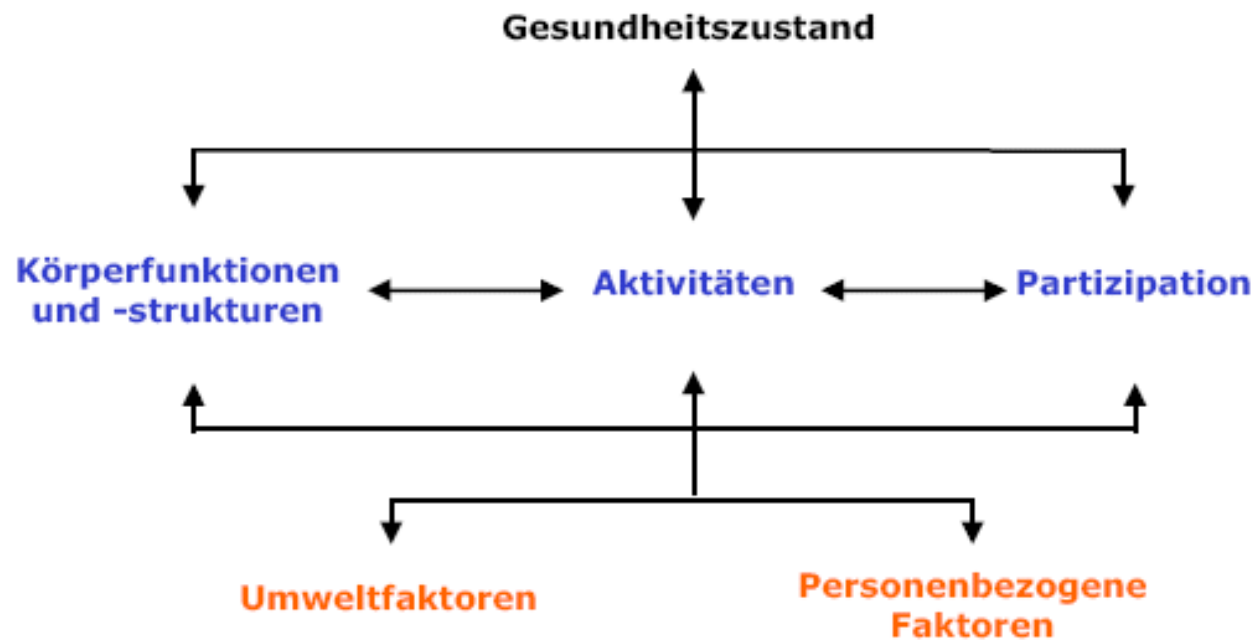 Gesundheitszustand
Körperfunktionen
und -strukturen
Aktivitäten
Partizipation
Umweltfaktoren
Personenbezogene
Faktoren